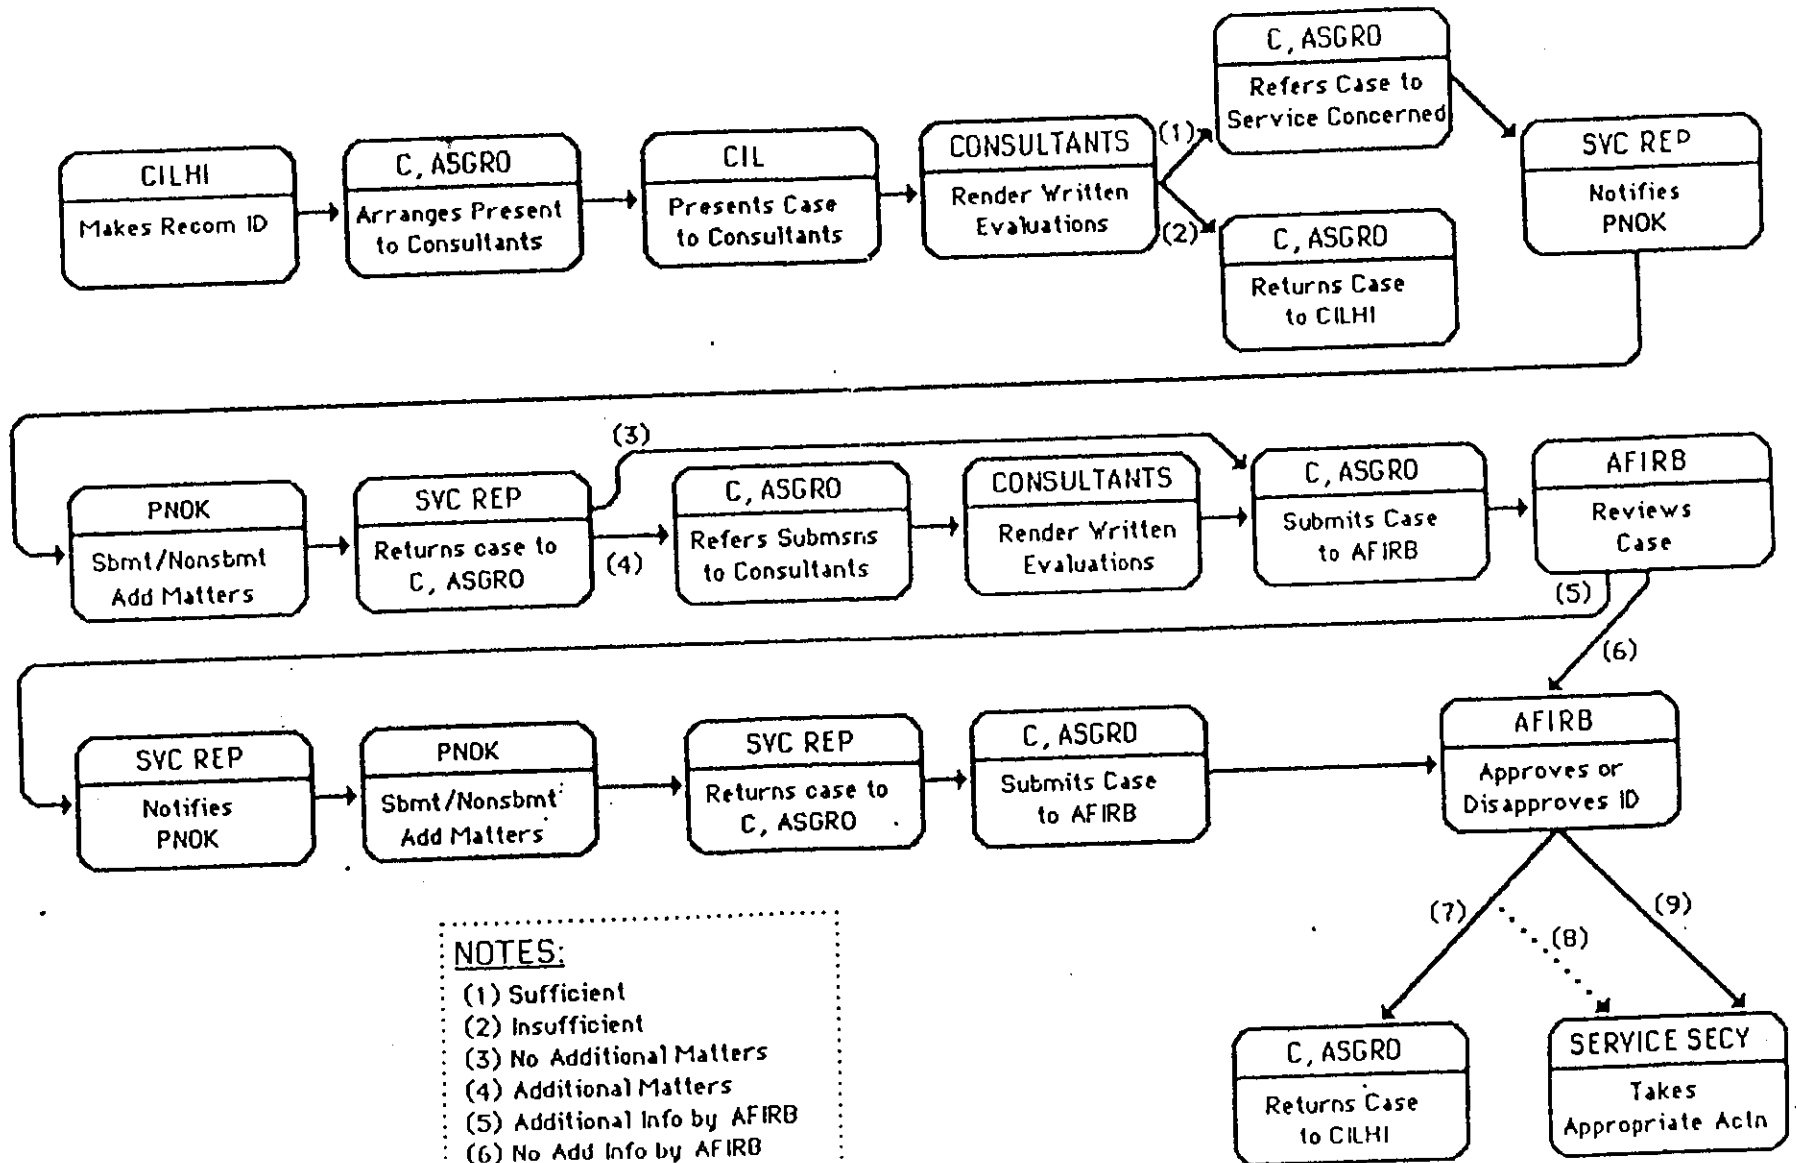 C, ASGRO
Refers Case to
Service Concerned
CILHI
Makes Recom ID
C, ASGRO
Arranges Present
to Consultants
CIL
Presents Case
to Consultants
CONSULTANTS
Render Written
Evaluations
(1)
(2)
C, ASGRO
Returns Case
to CILHI
SVC REP
Notifies
PNOK
PNOK
Sbmt/Nonsbmt
Add Matters
SVC REP
Returns case to
C, ASGRO
(3)
(4)
C, ASGRO
Refers Submsns
to Consultants
CONSULTANTS
Render Written
Evaluations
C, ASGRO
Submits Case
to AFIRB
AFIRB
Reviews
Case
(5)
(6)
SVC REP
Notifies
PNOK
PNOK
Sbmt/Nonsbmt
Add Matters
SVC REP
Returns case to
C, ASGRO
C, ASGRO
Submits Case
to AFIRB
AFIRB
Approves or
Disapproves ID
(7)
(8)
(9)
C, ASGRO
Returns Case
to CILHI
SERVICE SECY
Takes
Appropriate Actn
NOTES:
(1) Sufficient
(2) Insufficient
(3) No Additional Matters
(4) Additional Matters
(5) Additional Info by AFIRB
(6) No Add Info by AFIRB